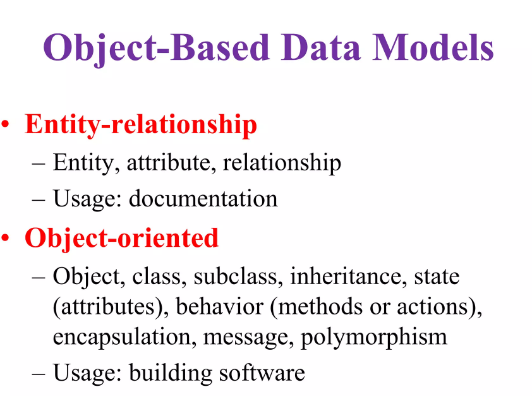 Object-Based Data Models
• Entity-relationship
– Entity, attribute, relationship
– Usage: documentation
• Object-oriented
– Object, class, subclass, inheritance, state
(attributes), behavior (methods or actions),
encapsulation, message, polymorphism
– Usage: building software